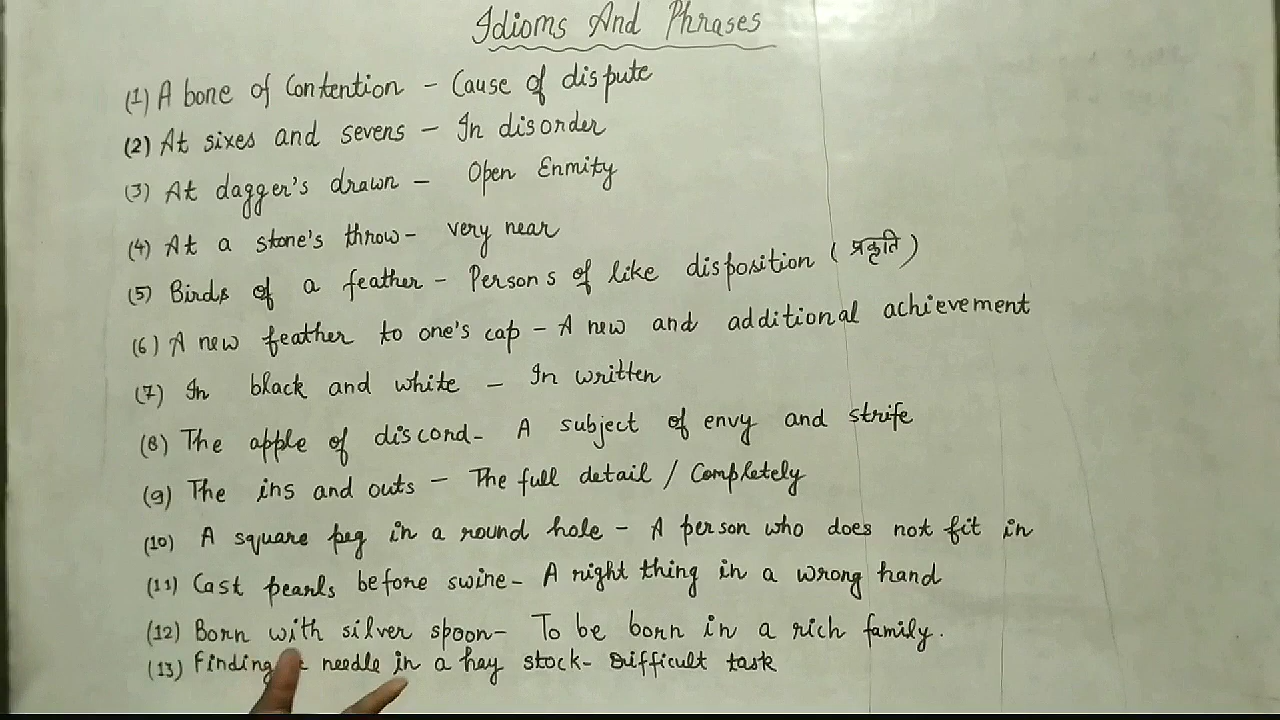 Idioms And Phrases
(1) A bone of Contention - Cause of dispute
(2) At sixes and sevens - In disorder
(3) At dagger's drawn - Open Enmity
(4) At a stone's throw - very near
(5) Birds of a feather - Persons of like disposition (प्रकृति)
(6) A new feather to one's cap - A new and additional achievement
(7) In black and white - In written
(8) The apple of discord - A subject of envy and strife
(9) The ins and outs - The full detail / Completely
(10) A square peg in a round hole - A person who does not fit in
(11) Cast pearls before swine - A right thing in a wrong hand
(12) Born with silver spoon - To be born in a rich family.
(13) Finding needle in a hay stock - Difficult task